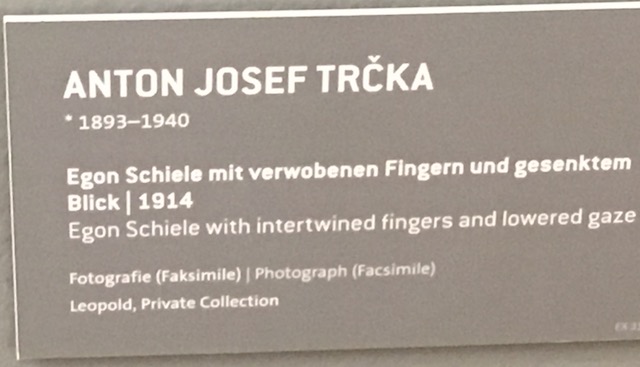 ANTON JOSEF TRČKA
* 1893–1940
Egon Schiele mit verwobenen Fingern und gesenktem
Blick | 1914
Egon Schiele with intertwined fingers and lowered gaze
Fotografie (Faksimile) | Photograph (Facsimile)
Leopold, Private Collection